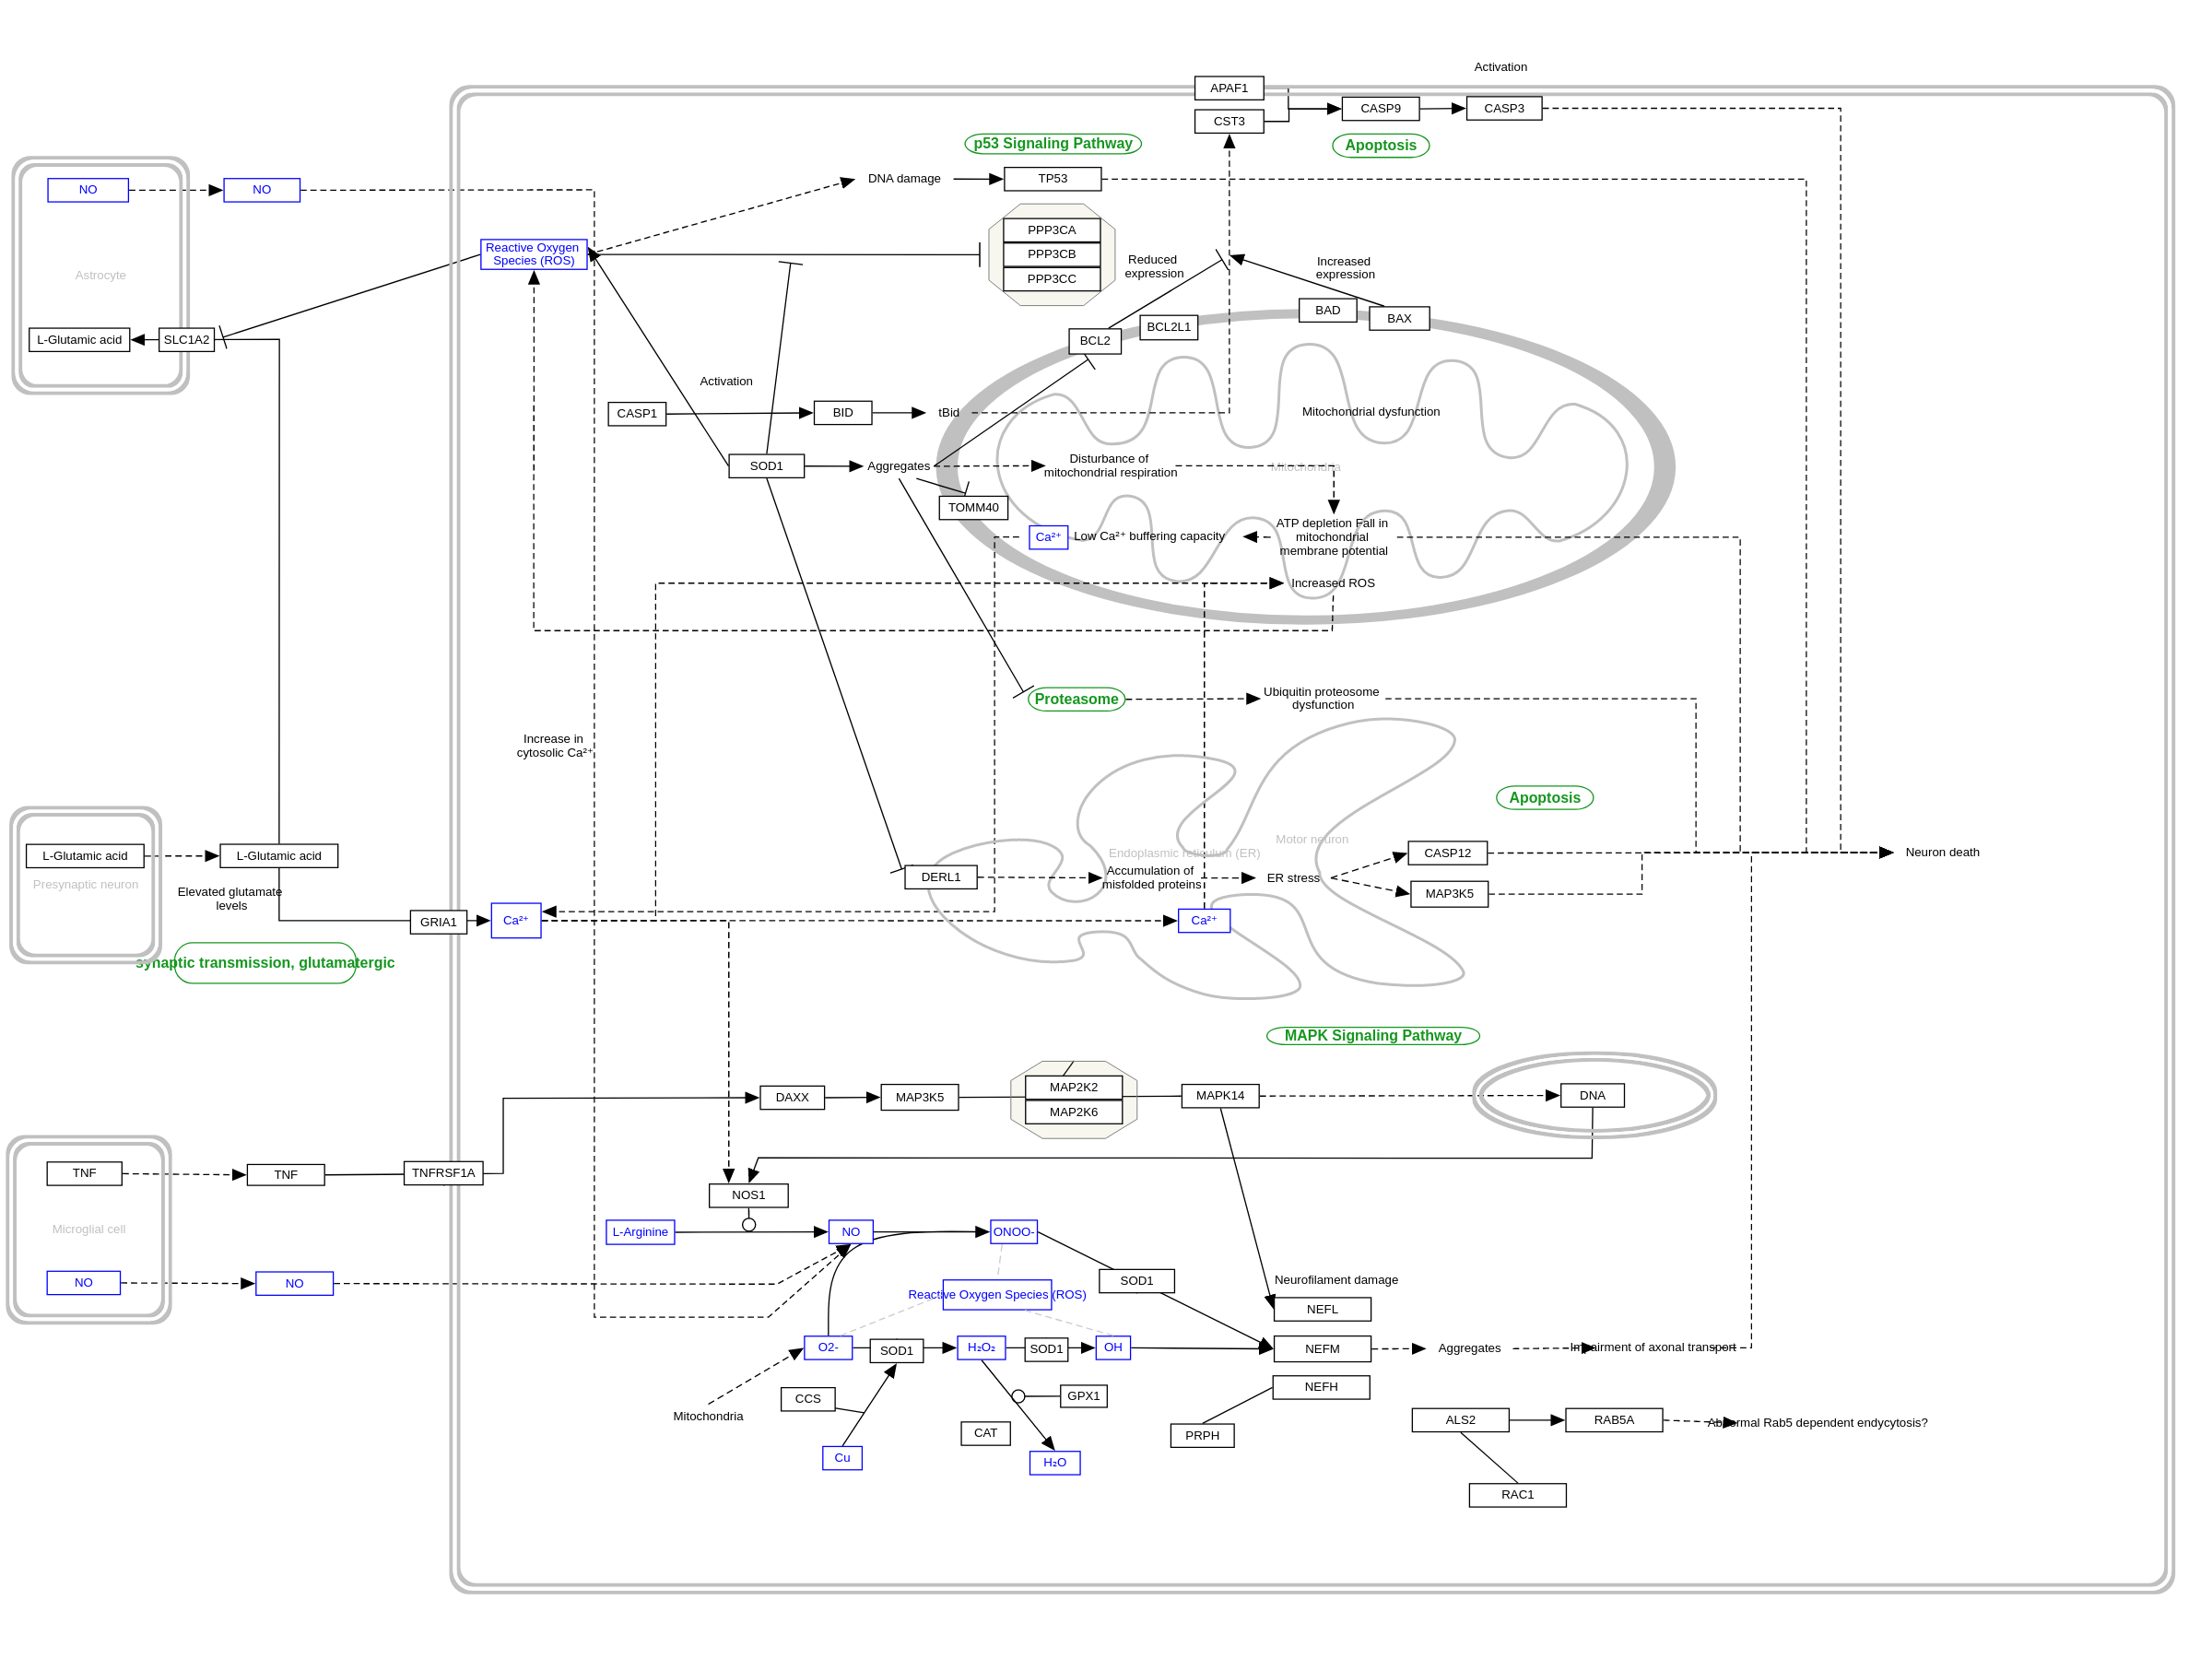 Activation
APAF1
CASP9
CASP3
CST3
p53 Signaling Pathway
Apoptosis
NO
NO
DNA damage
TP53
PPP3CA
Reactive Oxygen
Species (ROS)
PPP3CB
PPP3CC
Reduced
expression
Increased
expression
Astrocyte
BAD
BAX
BCL2L1
L-Glutamic acid
SLC1A2
BCL2
Activation
CASP1
BID
tBid
Mitochondrial dysfunction
SOD1
Aggregates
Disturbance of
mitochondrial respiration
Mitochondria
TOMM40
Ca²⁺
Low Ca²⁺ buffering capacity
ATP depletion Fall in
mitochondrial
membrane potential
Increased ROS
Proteasome
Ubiquitin proteosome
dysfunction
Increase in
cytosolic Ca²⁺
Apoptosis
Motor neuron
L-Glutamic acid
L-Glutamic acid
Endoplasmic reticulum (ER)
CASP12
Neuron death
Presynaptic neuron
DERL1
Accumulation of
misfolded proteins
ER stress
MAP3K5
Elevated glutamate
levels
GRIA1
Ca²⁺
Ca²⁺
synaptic transmission, glutamatergic
MAPK Signaling Pathway
DAXX
MAP3K5
MAP2K2
MAP2K6
MAPK14
DNA
TNF
TNF
TNFRSF1A
NOS1
Microglial cell
L-Arginine
NO
ONOO-
NO
NO
SOD1
Neurofilament damage
Reactive Oxygen Species (ROS)
NEFL
O2-
SOD1
H₂O₂
SOD1
OH
NEFM
Aggregates
Impairment of axonal transport
CCS
GPX1
NEFH
Mitochondria
CAT
PRPH
ALS2
RAB5A
Abnormal Rab5 dependent endycytosis?
Cu
H₂O
RAC1